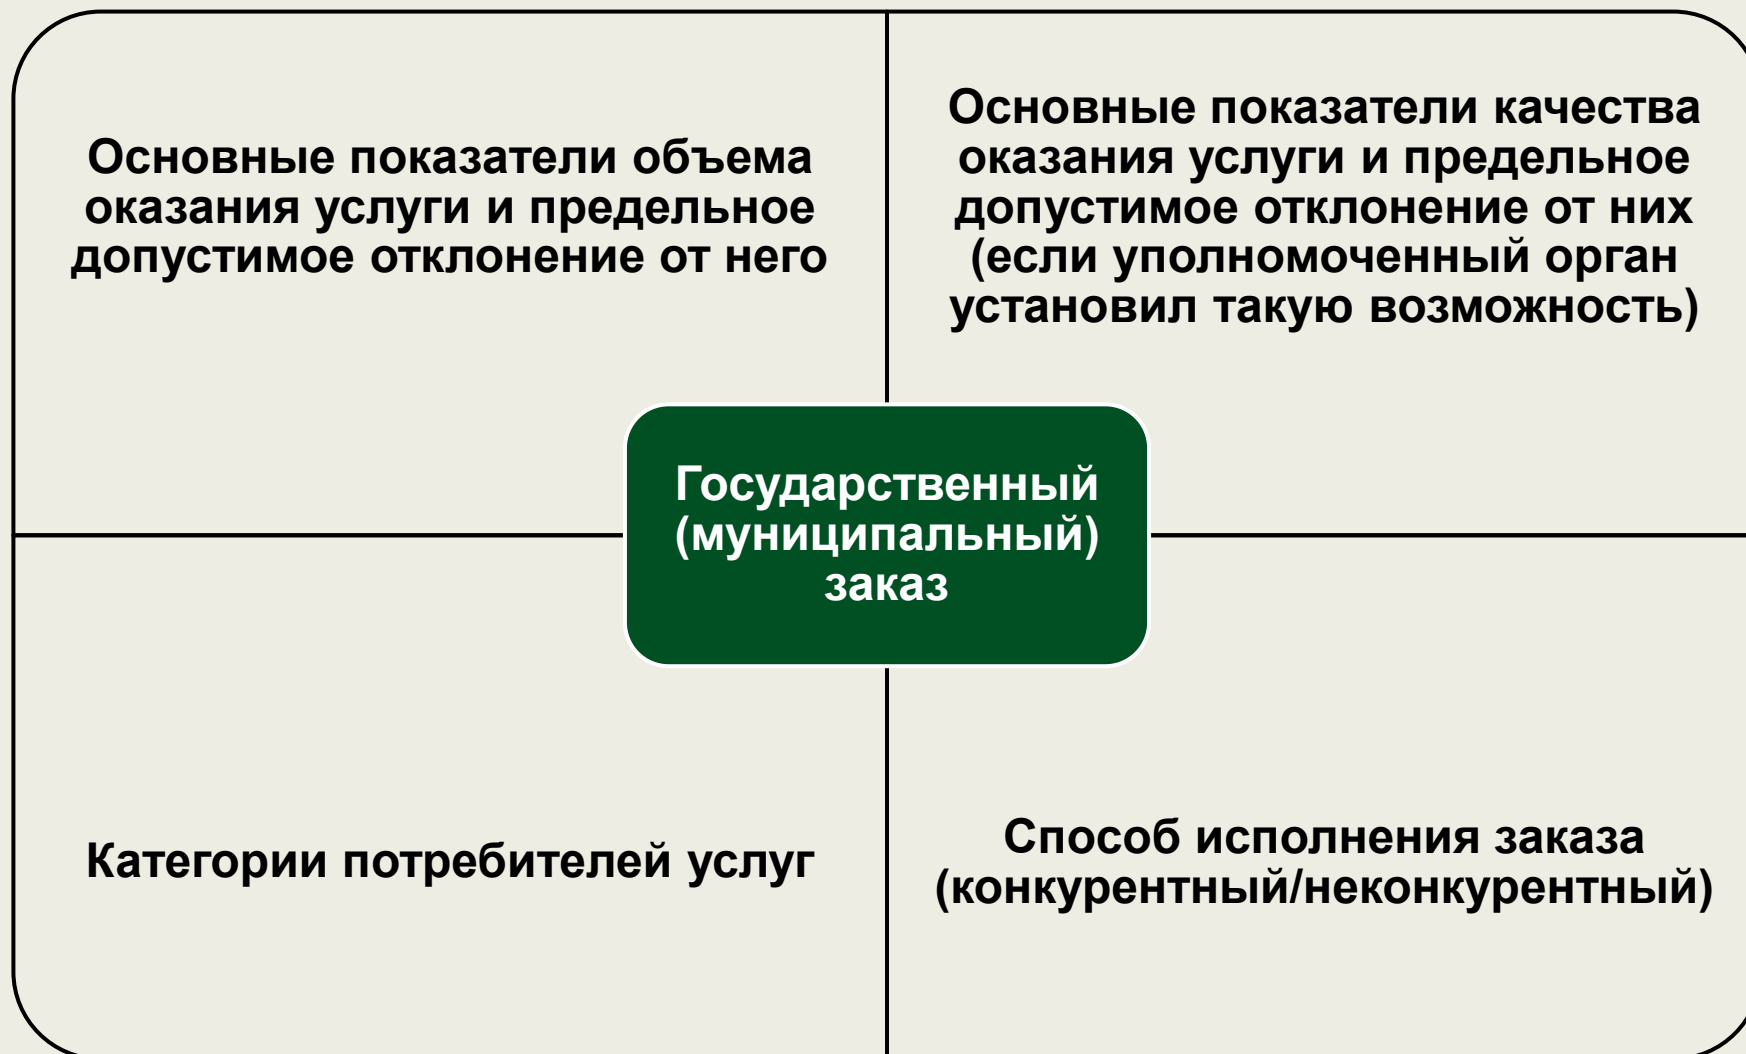 Основные показатели объема
оказания услуги и предельное
допустимое отклонение от него
Основные показатели качества
оказания услуги и предельное
допустимое отклонение от них
(если уполномоченный орган
установил такую возможность)
Государственный
(муниципальный)
заказ
Категории потребителей услуг
Способ исполнения заказа
(конкурентный/неконкурентный)